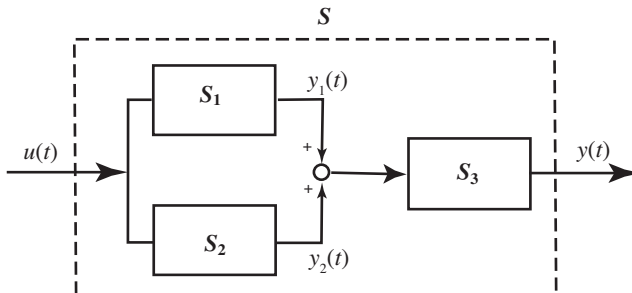 S
S₁
y₁(t)
u(t)
+
+
S₃
y(t)
S₂
y₂(t)